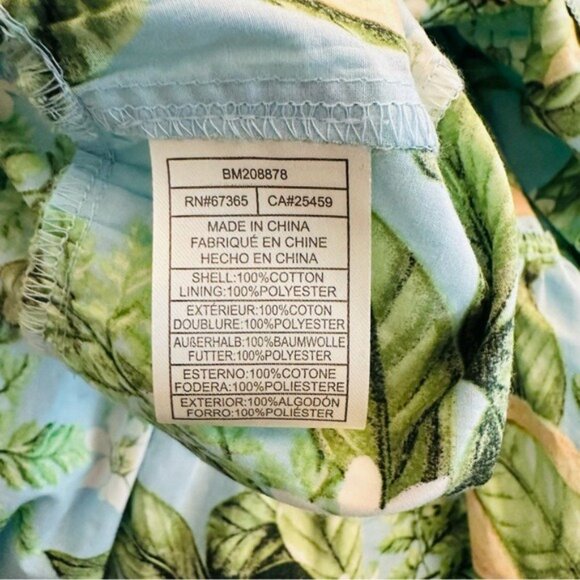 BM208878
RN#67365 CA#25459
MADE IN CHINA
FABRIQUÉ EN CHINE
HECHO EN CHINA
SHELL:100%COTTON
LINING:100%POLYESTER
EXTÉRIEUR:100%COTON
DOUBLURE:100%POLYESTER
AUßERHALB:100%BAUMWOLLE
FUTTER:100%POLYESTER
ESTERNO:100%COTONE
FODERA:100%POLIESTERE
EXTERIOR:100%ALGODÓN
FORRO:100%POLIÉSTER